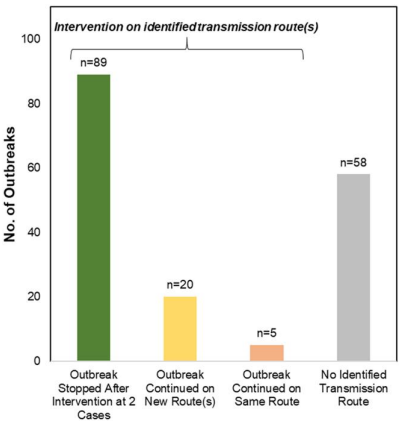 Intervention on identified transmission route(s)
100
n=89
80
n=58
60
40
n=20
20
n=5
0
No. of Outbreaks
Outbreak
Stopped After
Intervention at 2
Cases
Outbreak
Continued on
New Route(s)
Outbreak
Continued on
Same Route
No Identified
Transmission
Route